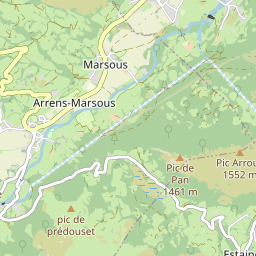 Marsous
Arrens-Marsous
Pic Arrou
1552 m
Pic de
Pan
1461 m
pic de
prédouset
Estain